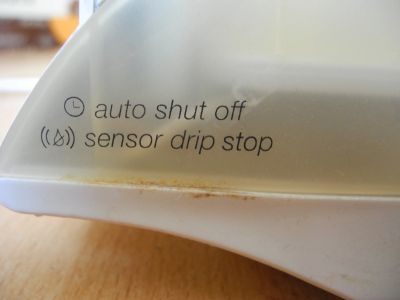 auto shut off
sensor drip stop